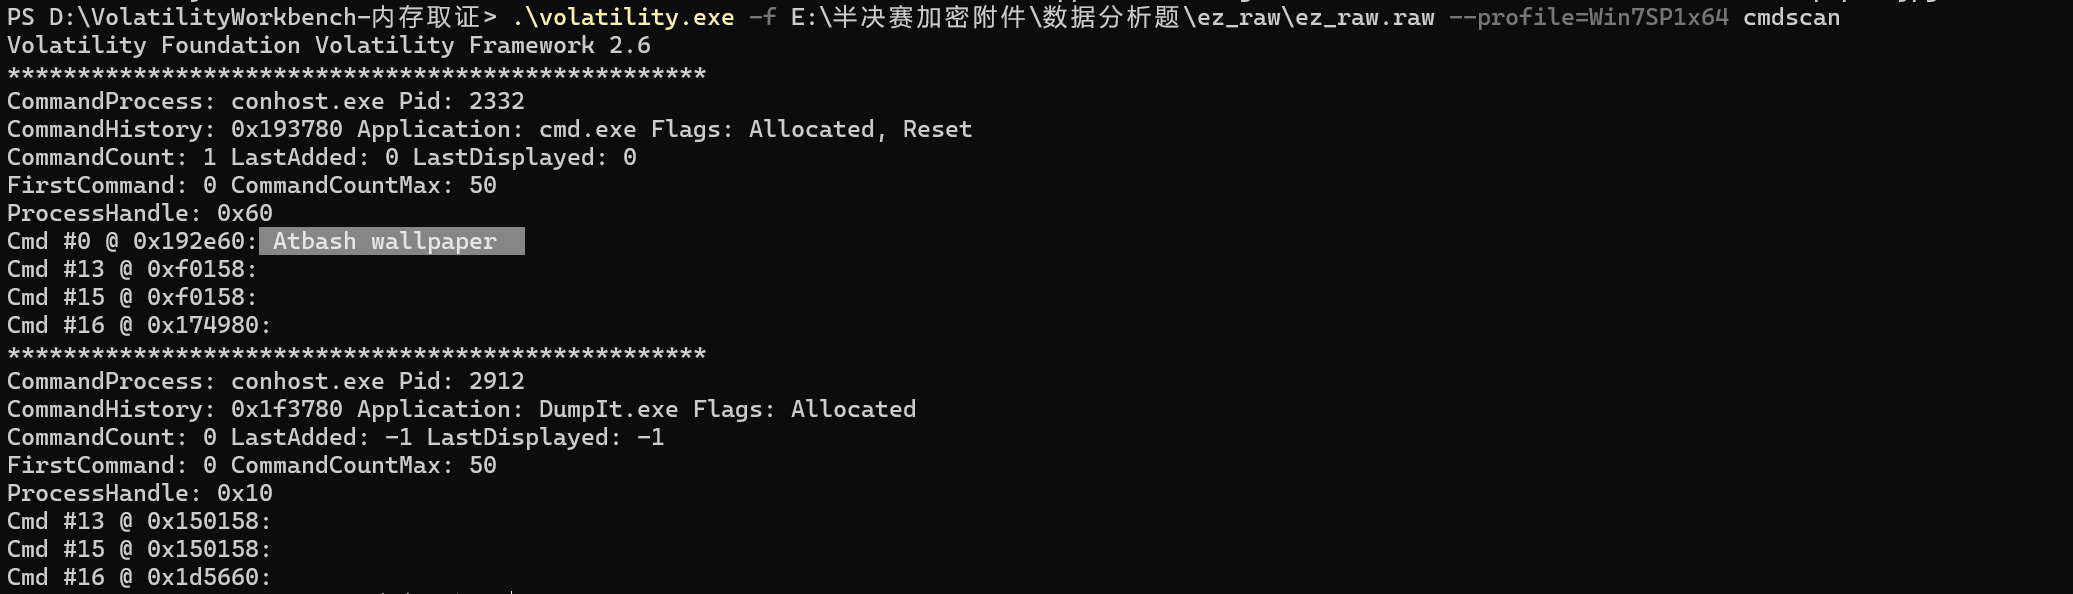 PS D:\VolatilityWorkbench-内存取证> .\volatility.exe -f E:\半决赛加密附件\数据分析题\ez_raw\ez_raw.raw --profile=Win7SP1x64 cmdscan
Volatility Foundation Volatility Framework 2.6
**************************************************
CommandProcess: conhost.exe Pid: 2332
CommandHistory: 0x193780 Application: cmd.exe Flags: Allocated, Reset
CommandCount: 1 LastAdded: 0 LastDisplayed: 0
FirstCommand: 0 CommandCountMax: 50
ProcessHandle: 0x60
Cmd #0 @ 0x192e60: Atbash wallpaper
Cmd #13 @ 0xf0158:
Cmd #15 @ 0xf0158:
Cmd #16 @ 0x174980:
**************************************************
CommandProcess: conhost.exe Pid: 2912
CommandHistory: 0x1f3780 Application: DumpIt.exe Flags: Allocated
CommandCount: 0 LastAdded: -1 LastDisplayed: -1
FirstCommand: 0 CommandCountMax: 50
ProcessHandle: 0x10
Cmd #13 @ 0x150158:
Cmd #15 @ 0x150158:
Cmd #16 @ 0x1d5660: